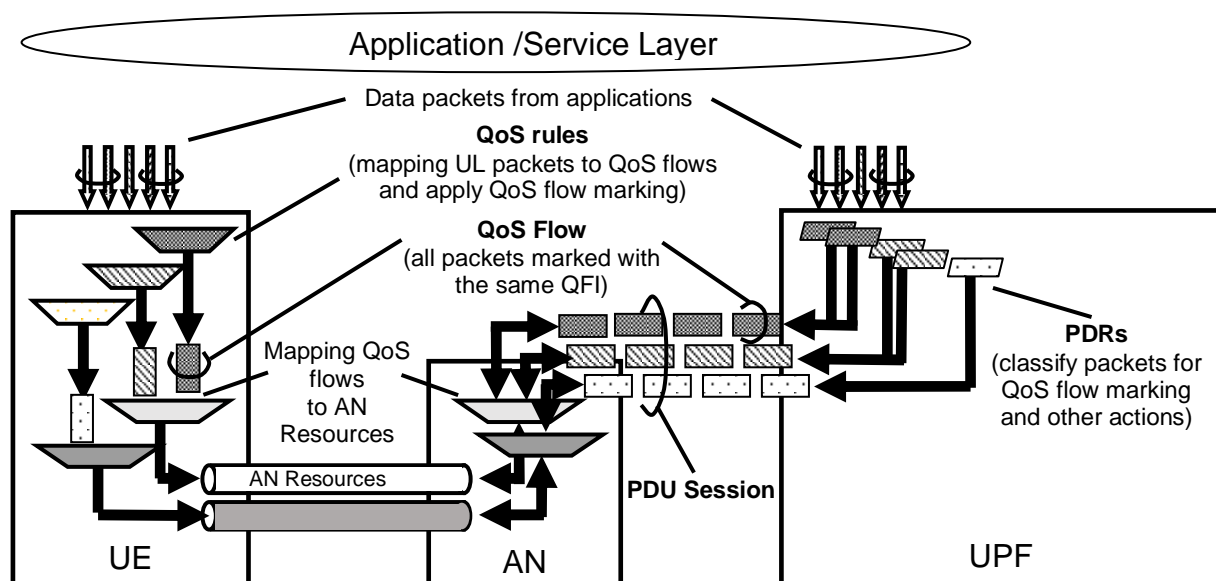 Application /Service Layer
Data packets from applications
QoS rules
(mapping UL packets to QoS flows
and apply QoS flow marking)
QoS Flow
(all packets marked with
the same QFI)
Mapping QoS
flows
to AN
Resources
PDRs
(classify packets for
QoS flow marking
and other actions)
AN Resources
PDU Session
UE
AN
UPF